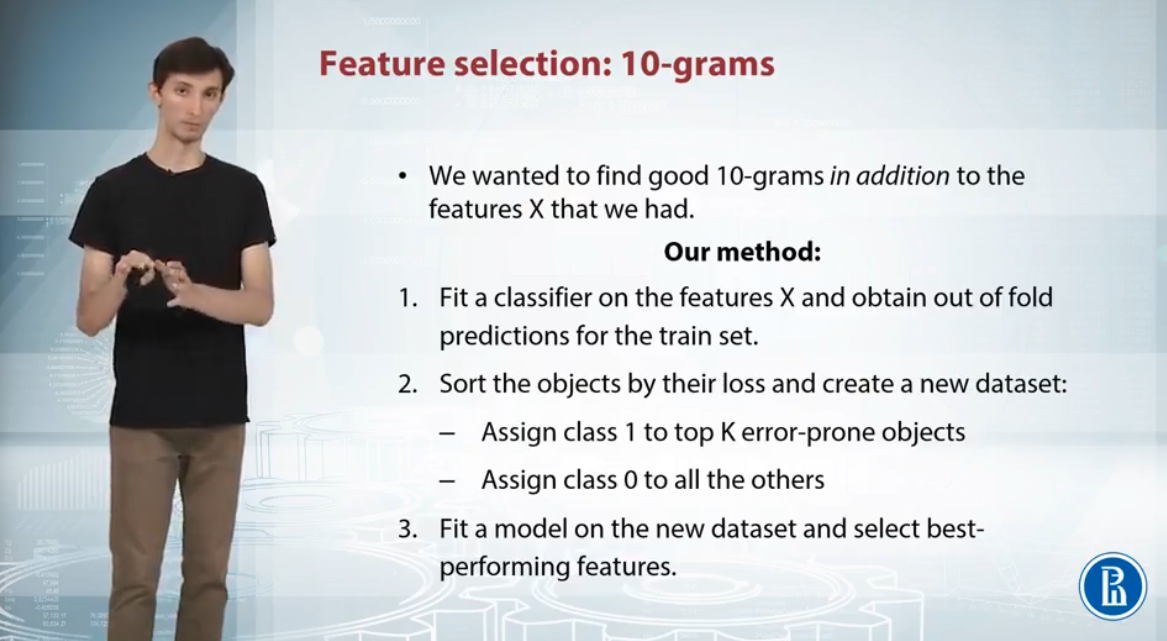 Feature selection: 10-grams
• We wanted to find good 10-grams in addition to the
features X that we had.
Our method:
1. Fit a classifier on the features X and obtain out of fold
predictions for the train set.
2. Sort the objects by their loss and create a new dataset:
– Assign class 1 to top K error-prone objects
– Assign class 0 to all the others
3. Fit a model on the new dataset and select best-
performing features.